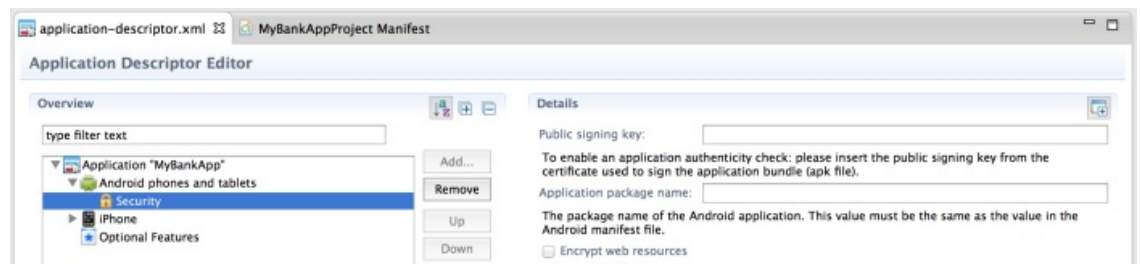 application-descriptor.xml
MyBankAppProject Manifest
Application Descriptor Editor
Overview
type filter text
Application "MyBankApp"
Android phones and tablets
Security
iPhone
Optional Features
Add...
Remove
Up
Down
Details
Public signing key:
To enable an application authenticity check: please insert the public signing key from the
certificate used to sign the application bundle (apk file).
Application package name:
The package name of the Android application. This value must be the same as the value in the
Android manifest file.
Encrypt web resources